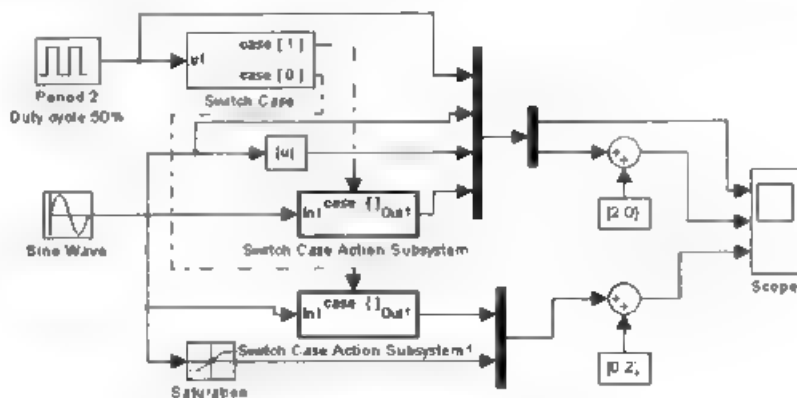 case [ 1 ]
u1
case [ 0 ]
Period 2
Duty cycle 50%
Switch Case
|u|
case { }
In1
Out1
[2 0]
Sine Wave
Switch Case Action Subsystem
Scope
case { }
In1
Out1
Switch Case Action Subsystem1
[0 2]
Saturation